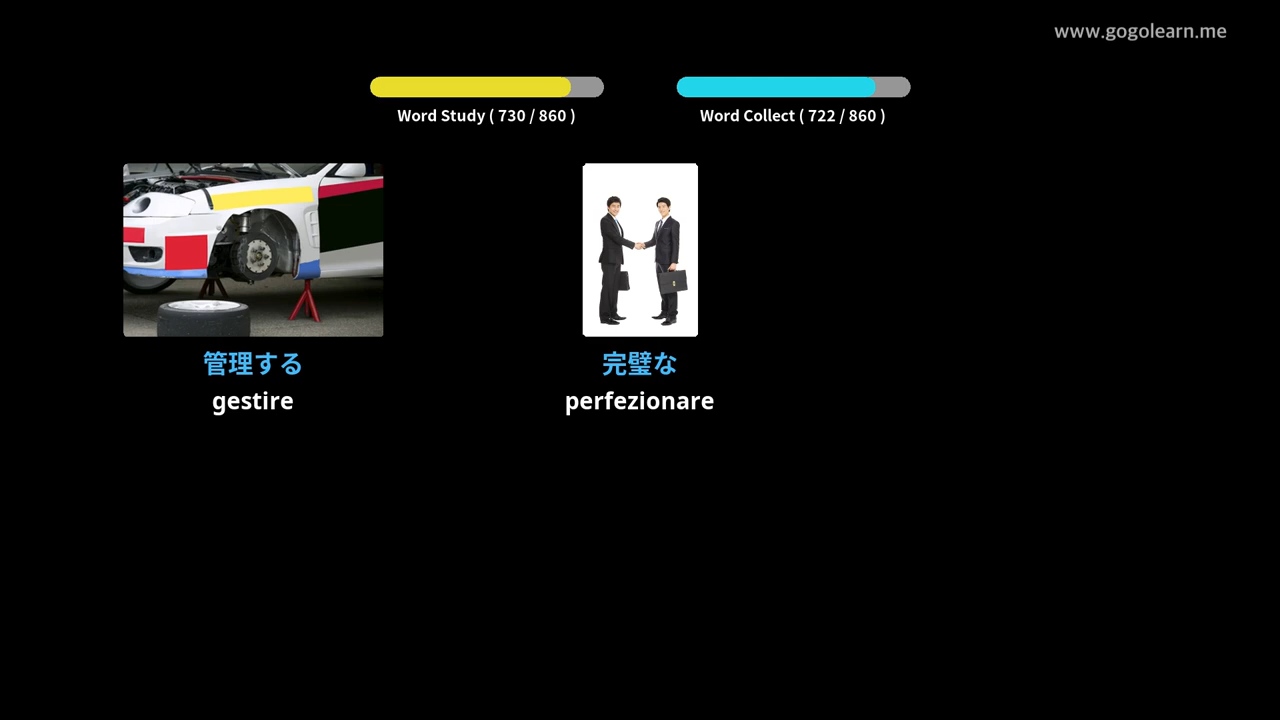 www.gogolearn.me
Word Study ( 730 / 860 )
Word Collect ( 722 / 860 )
管理する
gestire
完璧な
perfezionare